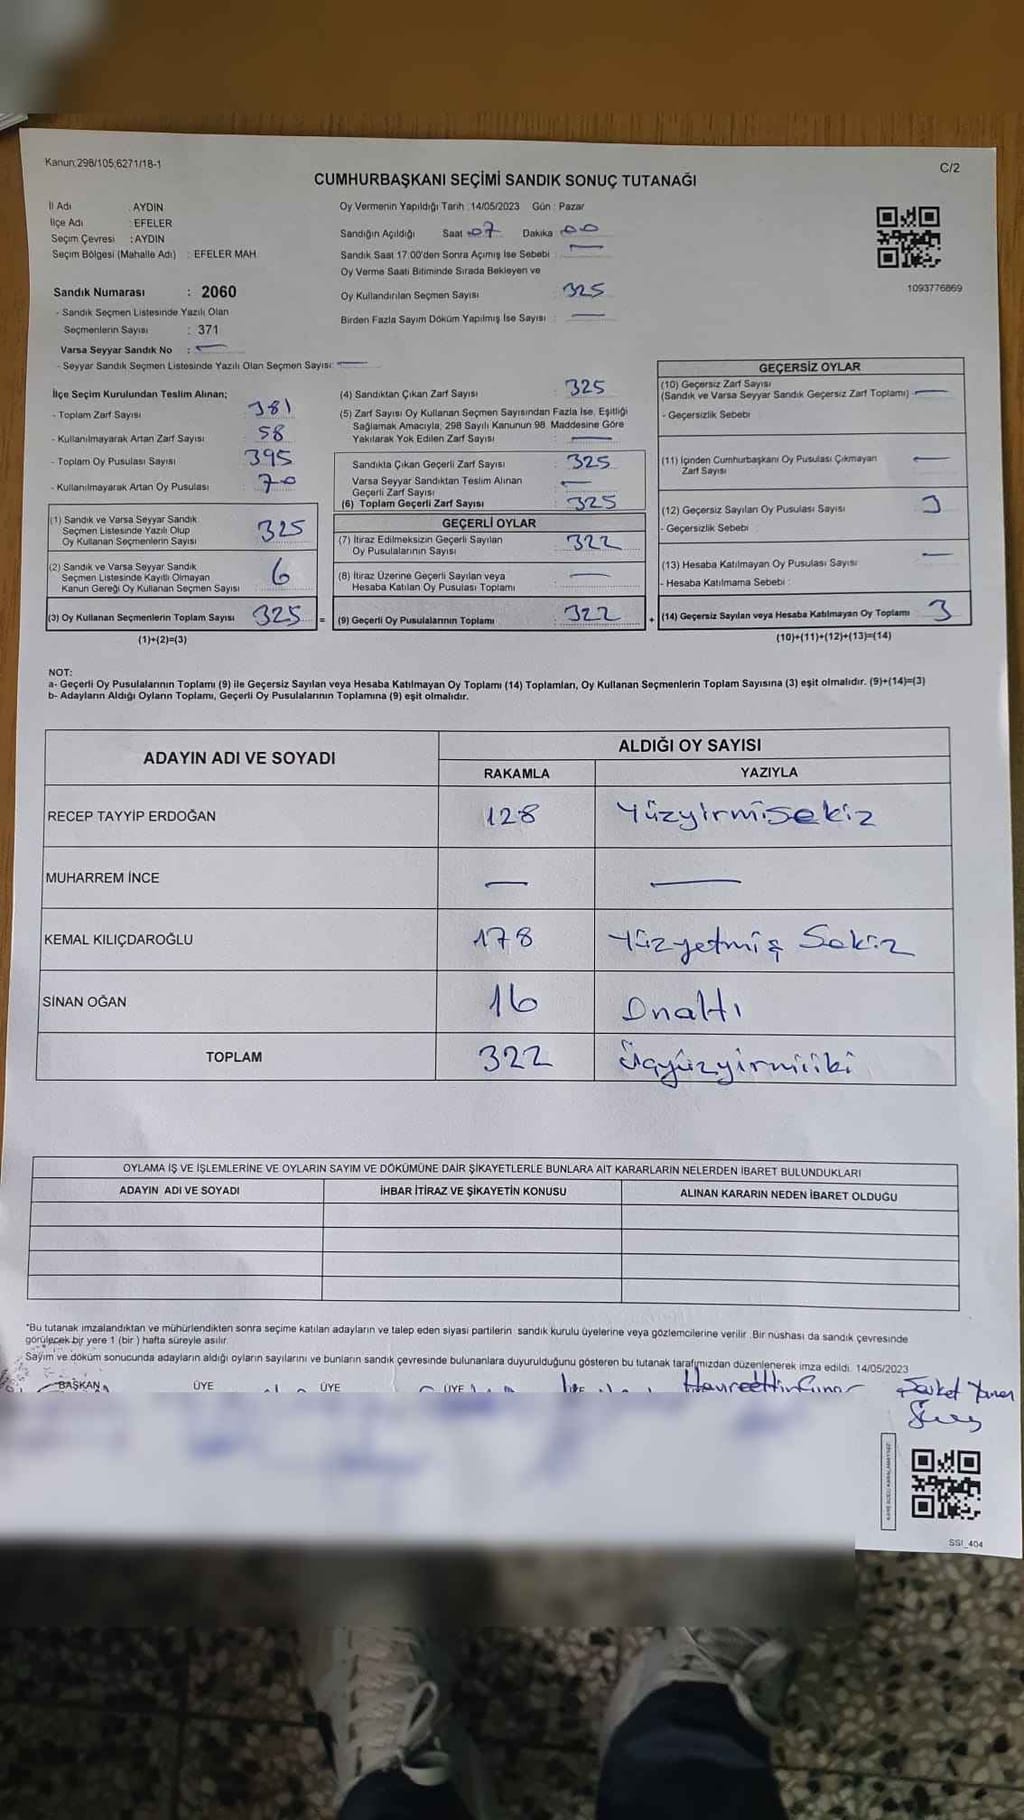 Kanun:298/105;6271/18-1
C/2
CUMHURBAŞKANI SEÇİMİ SANDIK SONUÇ TUTANAĞI
İl Adı : AYDIN
İlçe Adı : EFELER
Seçim Çevresi : AYDIN
Seçim Bölgesi (Mahalle Adı) : EFELER MAH.
Sandık Numarası : 2060
- Sandık Seçmen Listesinde Yazılı Olan
Seçmenlerin Sayısı : 371
Varsa Seyyar Sandık No : —
- Seyyar Sandık Seçmen Listesinde Yazılı Olan Seçmen Sayısı: —
Oy Vermenin Yapıldığı Tarih : 14/05/2023 Gün : Pazar
Sandığın Açıldığı Saat 07 Dakika 00
Sandık Saat 17.00'den Sonra Açımış İse Sebebi : —
Oy Verme Saati Bitiminde Sırada Bekleyen ve
Oy Kullandırılan Seçmen Sayısı : 325
Birden Fazla Sayım Döküm Yapılmış İse Sayısı : —
1093776869
İlçe Seçim Kurulundan Teslim Alınan;
- Toplam Zarf Sayısı : 381
- Kullanılmayarak Artan Zarf Sayısı : 58
- Toplam Oy Pusulası Sayısı : 395
- Kullanılmayarak Artan Oy Pusulası : 70
(1) Sandık ve Varsa Seyyar Sandık
Seçmen Listesinde Yazılı Olup
Oy Kullanan Seçmenlerin Sayısı : 325
(2) Sandık ve Varsa Seyyar Sandık
Seçmen Listesinde Kayıtlı Olmayan
Kanun Gereği Oy Kullanan Seçmen Sayısı : 6
(3) Oy Kullanan Seçmenlerin Toplam Sayısı : 325 =
(1)+(2)=(3)
(4) Sandıktan Çıkan Zarf Sayısı : 325
(5) Zarf Sayısı Oy Kullanan Seçmen Sayısından Fazla İse, Eşitliği
Sağlamak Amacıyla; 298 Sayılı Kanunun 98. Maddesine Göre
Yakılarak Yok Edilen Zarf Sayısı : —
Sandıkta Çıkan Geçerli Zarf Sayısı : 325
Varsa Seyyar Sandıktan Teslim Alınan
Geçerli Zarf Sayısı : —
(6) Toplam Geçerli Zarf Sayısı : 325
GEÇERLİ OYLAR
(7) İtiraz Edilmeksizin Geçerli Sayılan
Oy Pusulalarının Sayısı : 322
(8) İtiraz Üzerine Geçerli Sayılan veya
Hesaba Katılan Oy Pusulası Toplamı : —
(9) Geçerli Oy Pusulalarının Toplamı : 322 +
GEÇERSİZ OYLAR
(10) Geçersiz Zarf Sayısı
(Sandık ve Varsa Seyyar Sandık Geçersiz Zarf Toplamı) : —
- Geçersizlik Sebebi :
(11) İçinden Cumhurbaşkanı Oy Pusulası Çıkmayan
Zarf Sayısı : —
(12) Geçersiz Sayılan Oy Pusulası Sayısı : 3
- Geçersizlik Sebebi :
(13) Hesaba Katılmayan Oy Pusulası Sayısı : —
- Hesaba Katılmama Sebebi :
(14) Geçersiz Sayılan veya Hesaba Katılmayan Oy Toplamı : 3
(10)+(11)+(12)+(13)=(14)
NOT:
a- Geçerli Oy Pusulalarının Toplamı (9) ile Geçersiz Sayılan veya Hesaba Katılmayan Oy Toplamı (14) Toplamları, Oy Kullanan Seçmenlerin Toplam Sayısına (3) eşit olmalıdır. (9)+(14)=(3)
b- Adayların Aldığı Oyların Toplamı, Geçerli Oy Pusulalarının Toplamına (9) eşit olmalıdır.
ADAYIN ADI VE SOYADI
ALDIĞI OY SAYISI
RAKAMLA YAZIYLA
RECEP TAYYİP ERDOĞAN 128 Yüzyirmisekiz
MUHARREM İNCE — —
KEMAL KILIÇDAROĞLU 178 Yüzyetmiş Sekiz
SİNAN OĞAN 16 Onaltı
TOPLAM 322 Üçyüzyirmiiki
OYLAMA İŞ VE İŞLEMLERİNE VE OYLARIN SAYIM VE DÖKÜMÜNE DAİR ŞİKAYETLERLE BUNLARA AİT KARARLARIN NELERDEN İBARET BULUNDUKLARI
ADAYIN ADI VE SOYADI İHBAR İTİRAZ VE ŞİKAYETİN KONUSU ALINAN KARARIN NEDEN İBARET OLDUĞU
*Bu tutanak imzalandıktan ve mühürlendikten sonra seçime katılan adayların ve talep eden siyasi partilerin sandık kurulu üyelerine veya gözlemcilerine verilir. Bir nüshası da sandık çevresinde
görülecek bir yere 1 (bir ) hafta süreyle asılır.
Sayım ve döküm sonucunda adayların aldığı oyların sayılarını ve bunların sandık çevresinde bulunanlara duyurulduğunu gösteren bu tutanak tarafımızdan düzenlenerek imza edildi. 14/05/2023
BAŞKAN ÜYE ÜYE ÜYE
Şevket
SSI_404